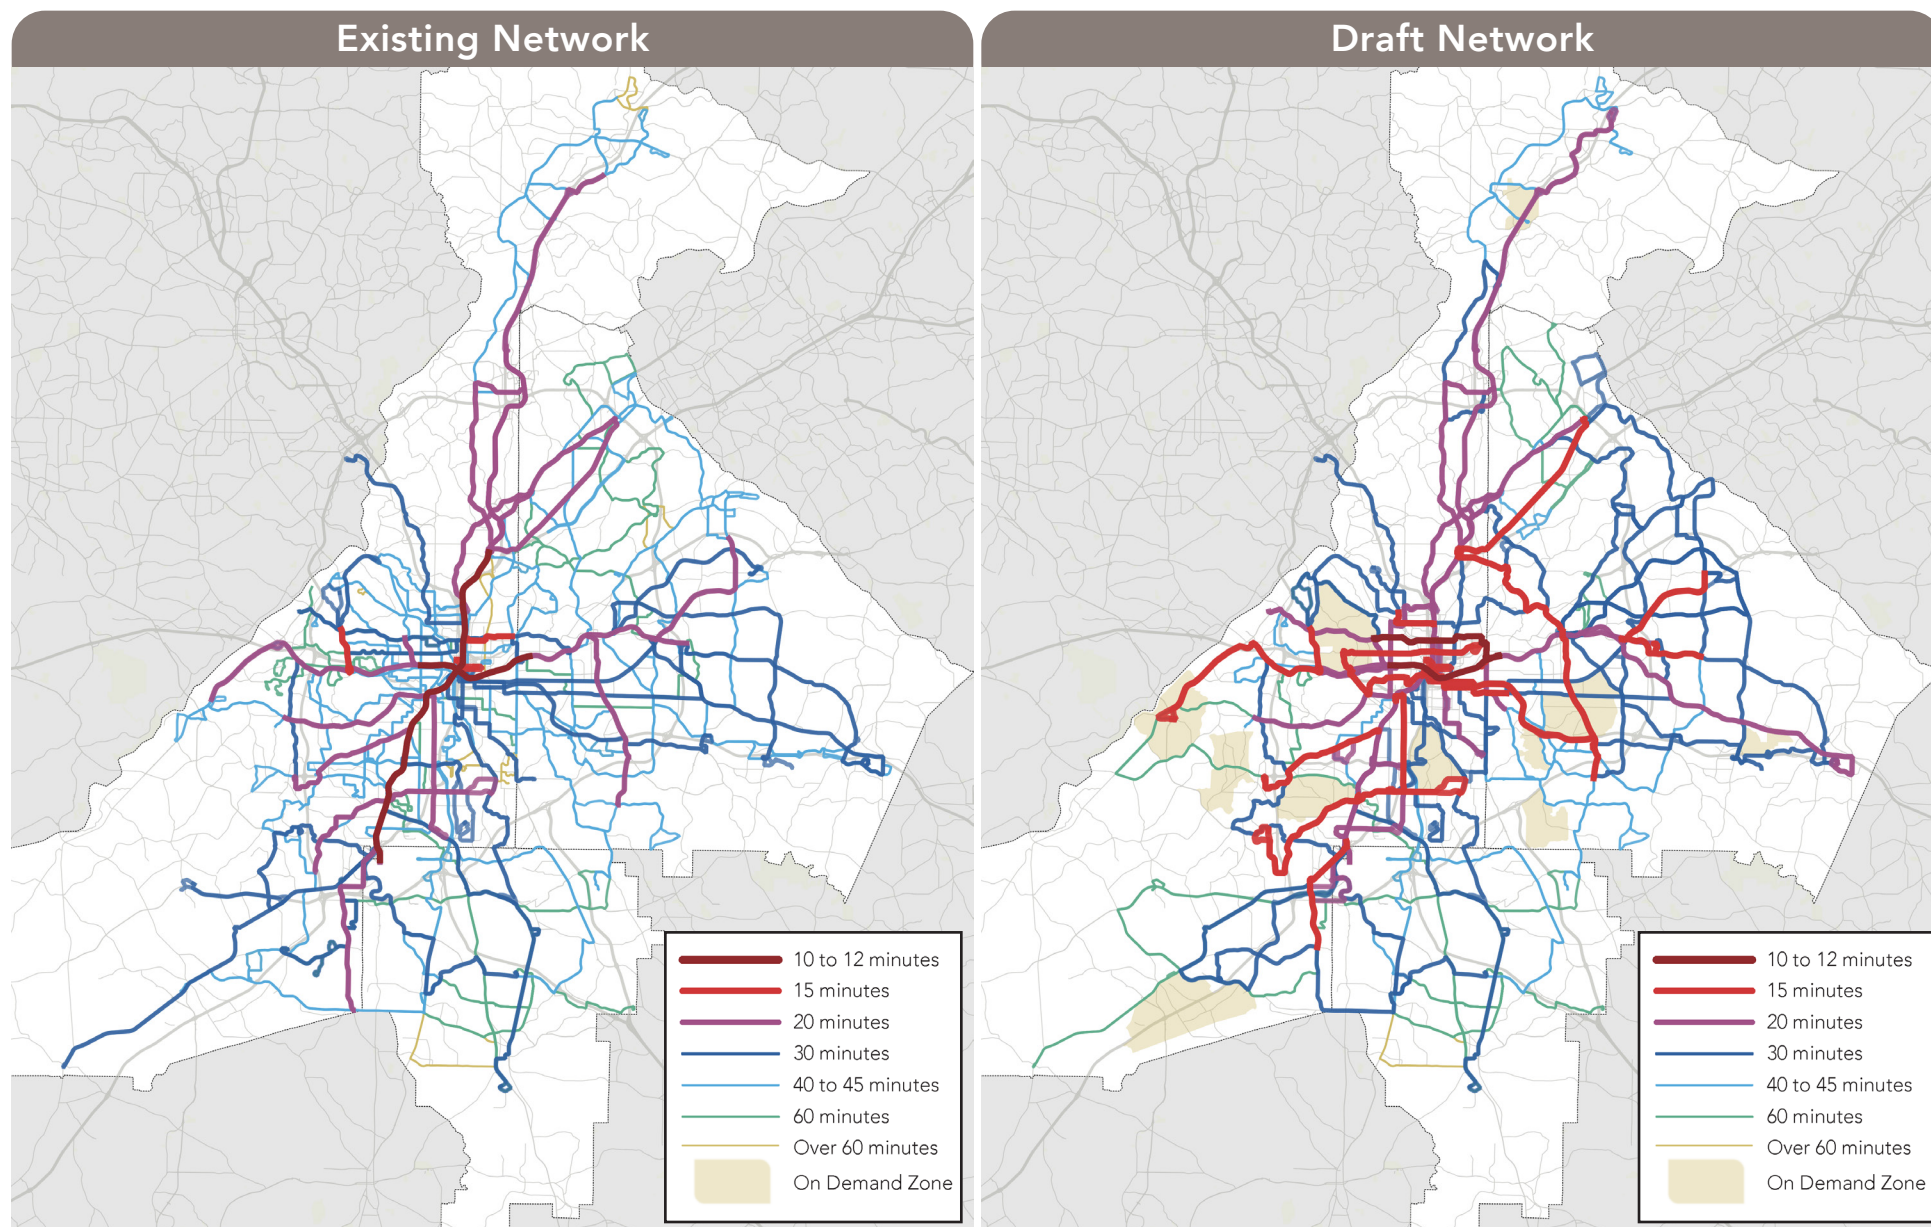 Existing Network
10 to 12 minutes
15 minutes
20 minutes
30 minutes
40 to 45 minutes
60 minutes
Over 60 minutes
On Demand Zone
Draft Network
10 to 12 minutes
15 minutes
20 minutes
30 minutes
40 to 45 minutes
60 minutes
Over 60 minutes
On Demand Zone